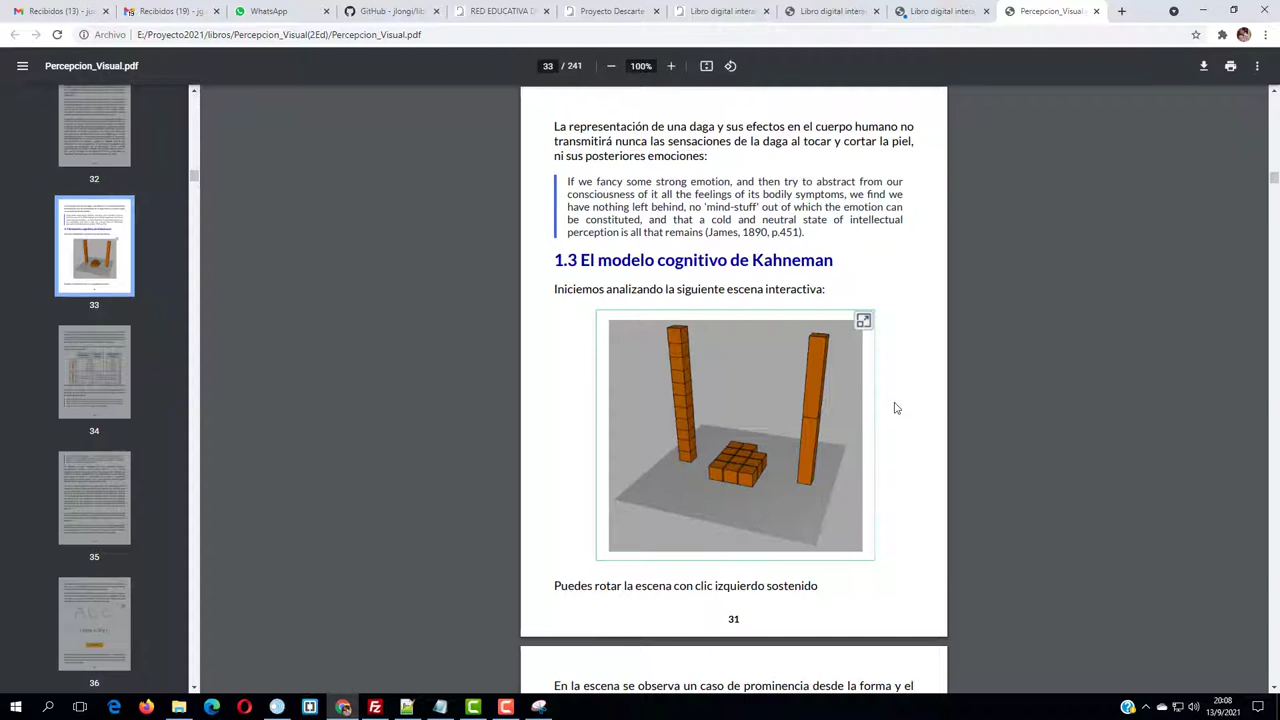 Recibidos (13) - ju
Recibidos (13) - ju
WhatsApp
GitHub - jlongi/lib
RED EDUCATIVA D
Proyecto Descarte
Libro digital intera
Libro digital intera
Libro digital intera
Percepcion_Visual
Archivo
E:/Proyecto2021/libros/Percepcion_Visual(2Ed)/Percepcion_Visual.pdf
Percepcion_Visual.pdf
33 / 241
100%
32
33
34
35
36
La representación de una daga y sus efectos en el cuerpo humano no
transmitirá nunca las sensaciones de la daga al tocar y cortar la piel,
ni sus posteriores emociones:
If we fancy some strong emotion, and then try to abstract from our
consciousness of it all the feelings of its bodily symptoms, we find we
have nothing left behind, no 'mind-stuff' out of which the emotion can
be constituted, and that a cold and neutral state of intellectual
perception is all that remains (James, 1890, p.451).
1.3 El modelo cognitivo de Kahneman
Iniciemos analizando la siguiente escena interactiva:
Puedes rotar la escena con clic izquierdo sostenido
31
En la escena se observa un caso de prominencia desde la forma y el
20:08
13/9/2021